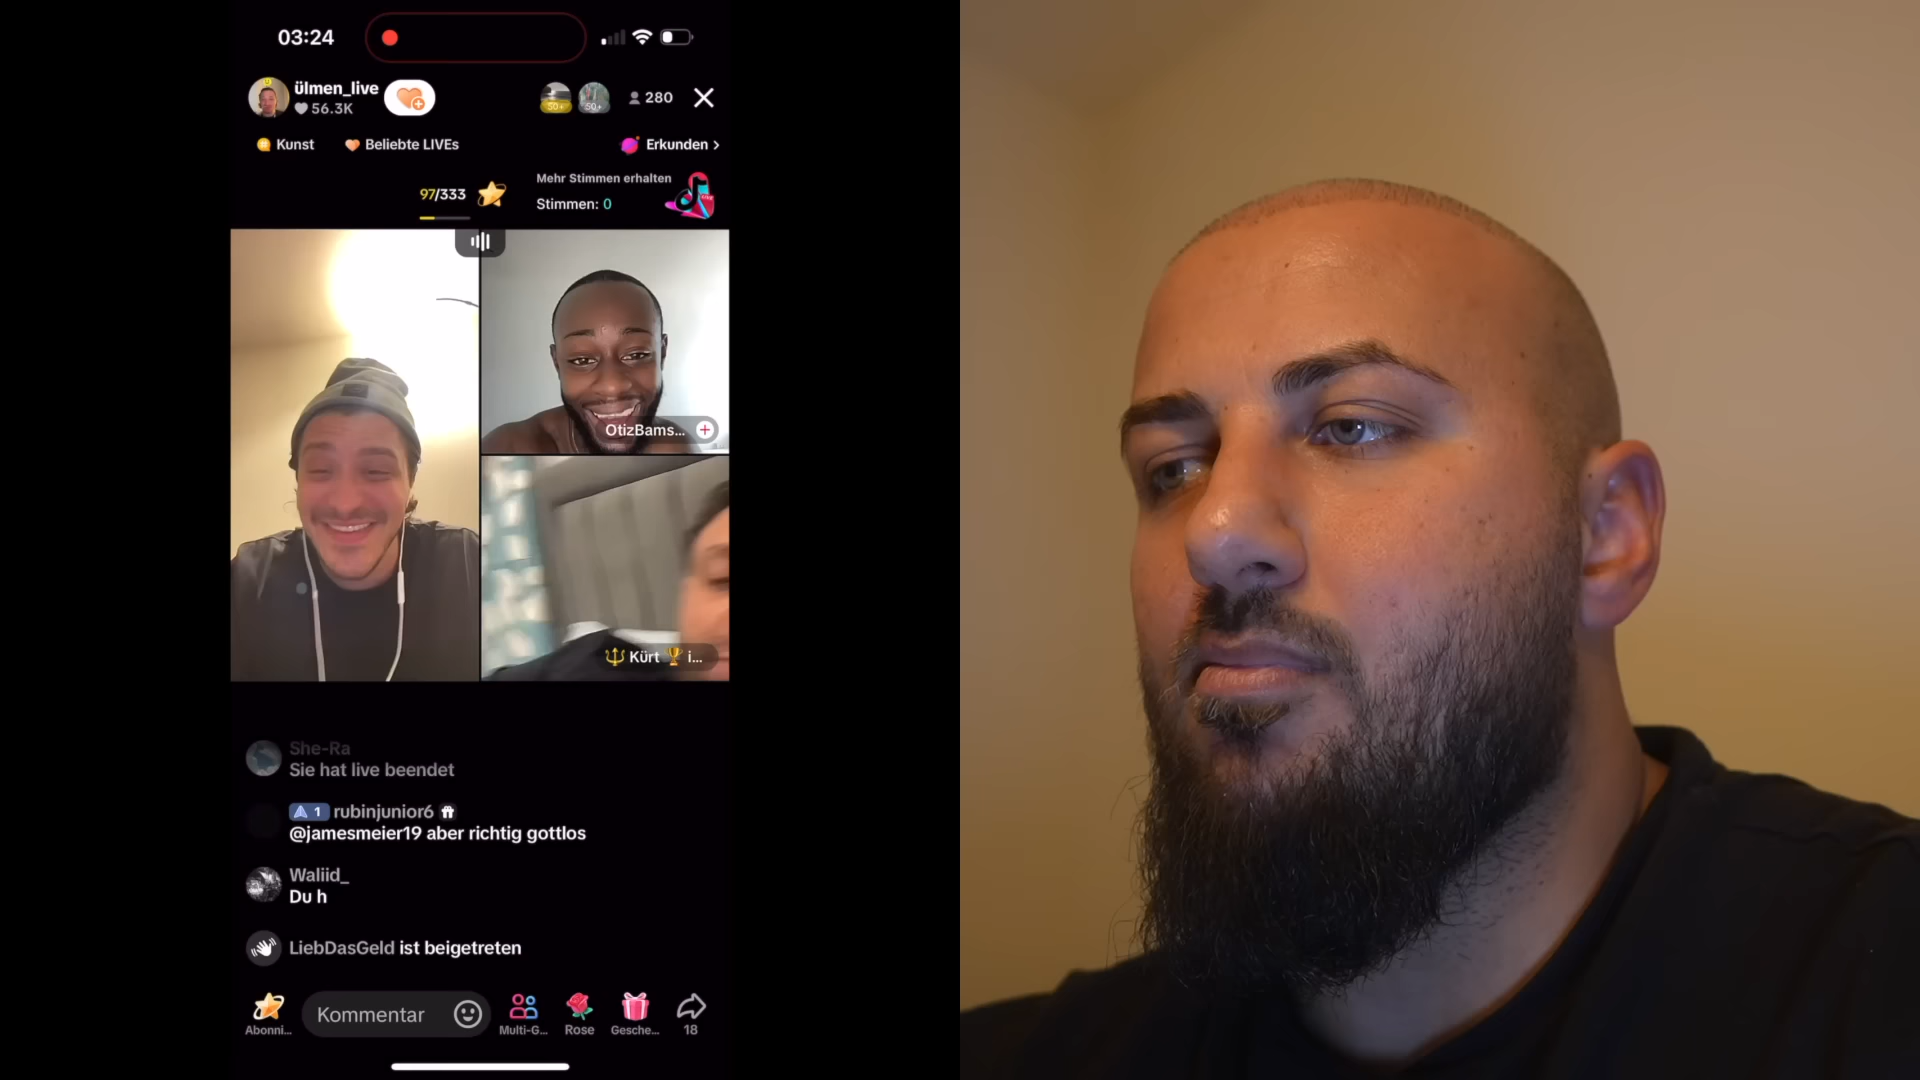 03:24
ülmen_live
56.3K
50+
50+
280
Kunst
Beliebte LIVEs
Erkunden >
97/333
Mehr Stimmen erhalten
Stimmen: 0
OtizBams...
Kürt
i...
She-Ra
Sie hat live beendet
1 rubinjunior6
@jamesmeier19 aber richtig gottlos
Waliid_
Du h
LiebDasGeld ist beigetreten
Kommentar
Abonni...
Multi-G...
Rose
Gesche...
18